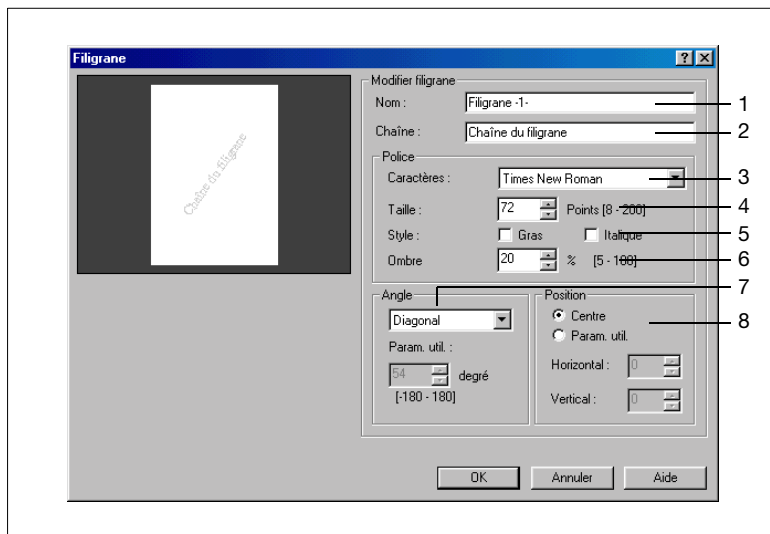 Filigrane
Chaîne du filigrane
Modifier filigrane
Nom : Filigrane -1- 1
Chaîne : Chaîne du filigrane 2
Police
Caractères : Times New Roman 3
Taille : 72 Points [8 - 200] 4
Style : Gras Italique 5
Ombre 20 % [5 - 100] 6
7
Angle
Diagonal
Param. util. :
54 degré
[-180 - 180]
Position
Centre
Param. util. 8
Horizontal : 0
Vertical : 0
OK Annuler Aide